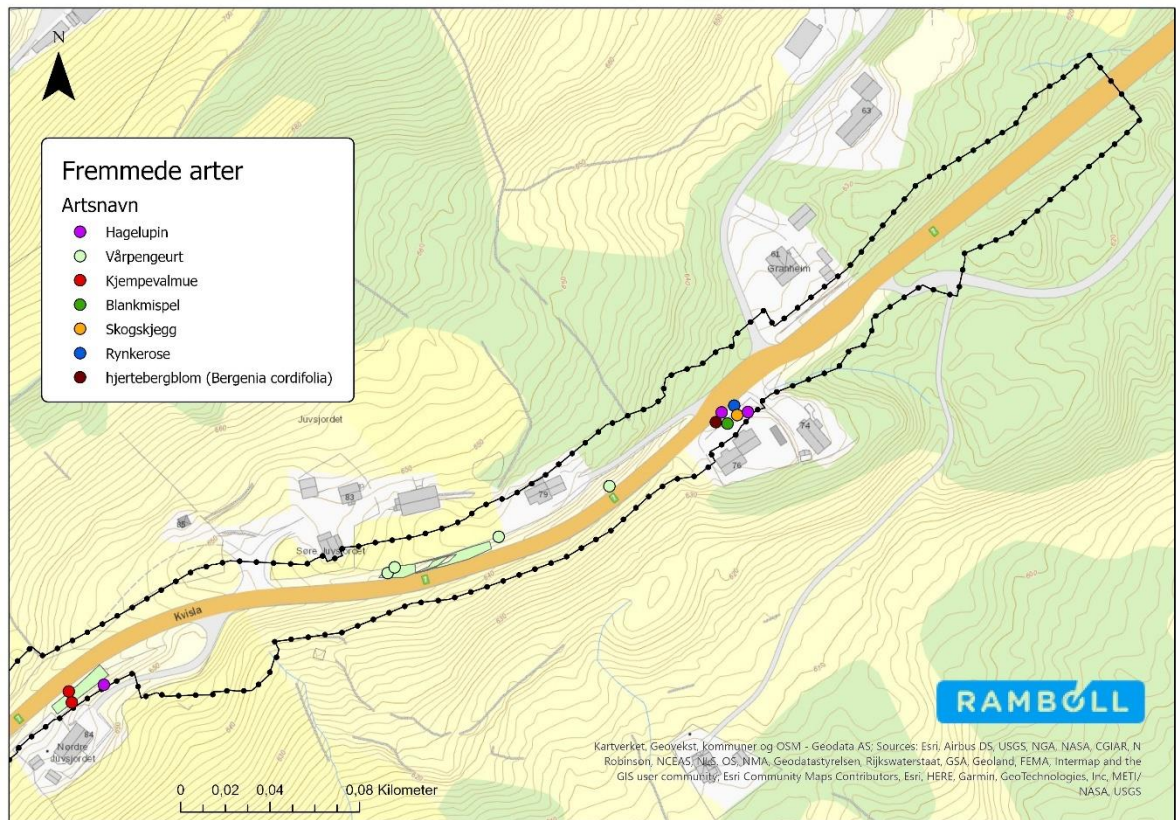 N
Fremmede arter
Artsnavn
Hagelupin
Vårpengeurt
Kjempevalmue
Blankmispel
Skogskjegg
Rynkerose
hjertebergblom (Bergenia cordifolia)
63
61
Granheim
Juvsjordet
74
76
79
83
Søre Juvsjordet
Kvisla
84
Nordre
Juvsjordet
RAMBOLL
Kartverket, Geovekst, kommuner og OSM - Geodata AS; Sources: Esri, Airbus DS, USGS, NGA, NASA, CGIAR, N
Robinson, NCEAS, NLS, OS, NMA, Geodatastyrelsen, Rijkswaterstaat, GSA, Geoland, FEMA, Intermap and the
GIS user community; Esri Community Maps Contributors, Esri, HERE, Garmin, GeoTechnologies, Inc, METI/
NASA, USGS
0 0,02 0,04 0,08 Kilometer